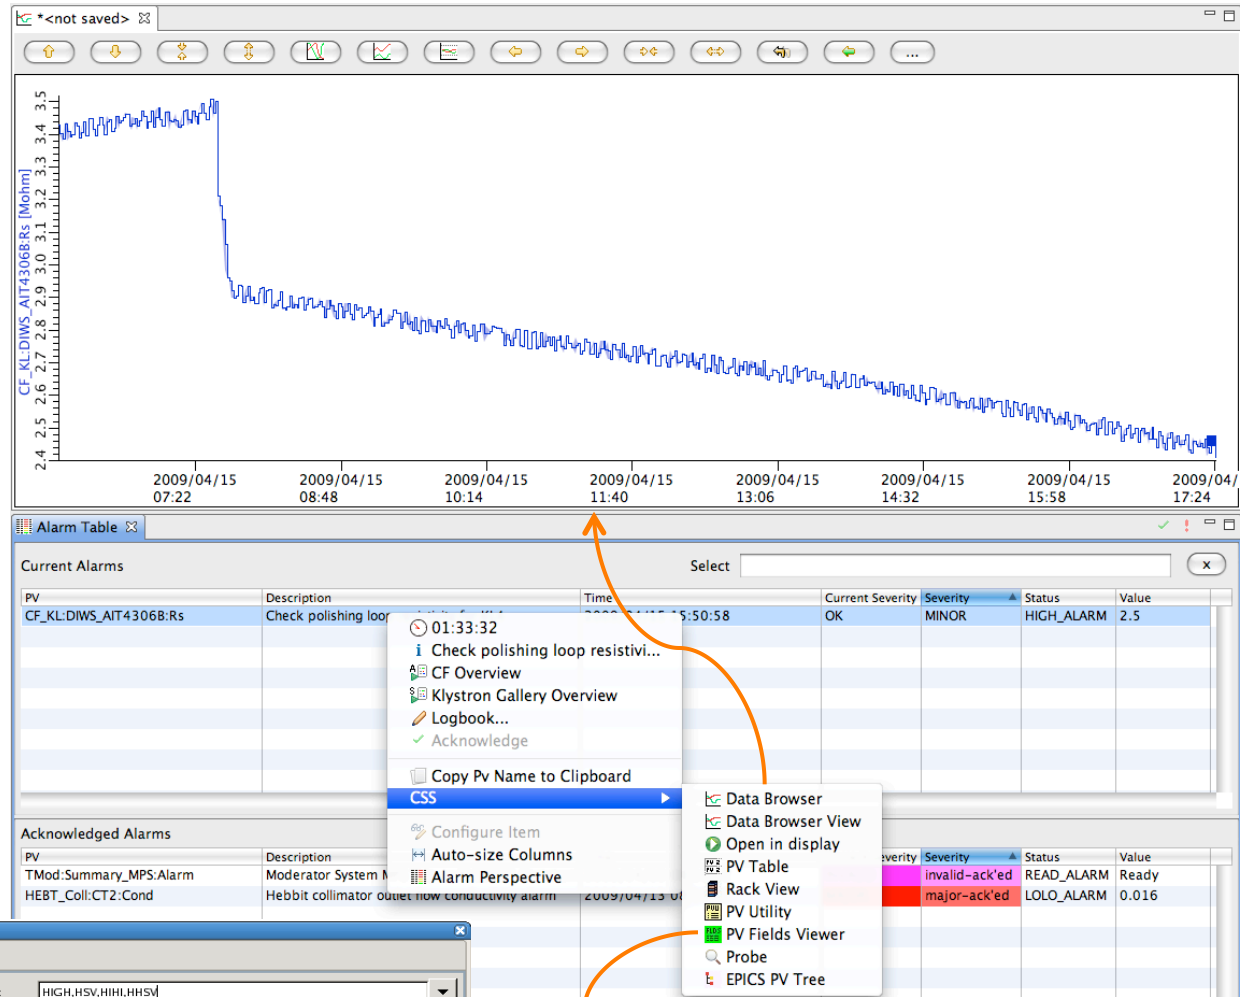 *<not saved>
...
3.5
3.4
3.3
3.2
3.1
3.0
2.9
2.8
2.7
2.6
2.5
2.4
CF_KL:DIWS_AIT4306B:Rs [Mohm]
2009/04/15 2009/04/15 2009/04/15 2009/04/15 2009/04/15 2009/04/15 2009/04/15 2009/04/
07:22 08:48 10:14 11:40 13:06 14:32 15:58 17:24
Alarm Table
Current Alarms Select x
PV Description Time Current Severity Severity Status Value
CF_KL:DIWS_AIT4306B:Rs Check polishing loop 5:50:58 OK MINOR HIGH_ALARM 2.5
01:33:32
Check polishing loop resistivi...
CF Overview
Klystron Gallery Overview
Logbook...
Acknowledge
Copy Pv Name to Clipboard
CSS
Configure Item
Auto-size Columns
Alarm Perspective
Data Browser
Data Browser View
Open in display
PV Table
Rack View
PV Utility
PV Fields Viewer
Probe
EPICS PV Tree
Acknowledged Alarms
PV Description everity Severity Status Value
TMod:Summary_MPS:Alarm Moderator System M invalid-ack'ed READ_ALARM Ready
HEBT_Coll:CT2:Cond Hebbit collimator outlet flow conductivity alarm 2009/04/13 major-ack'ed LOLO_ALARM 0.016
HIGH,HSV,HIHI,HHSV